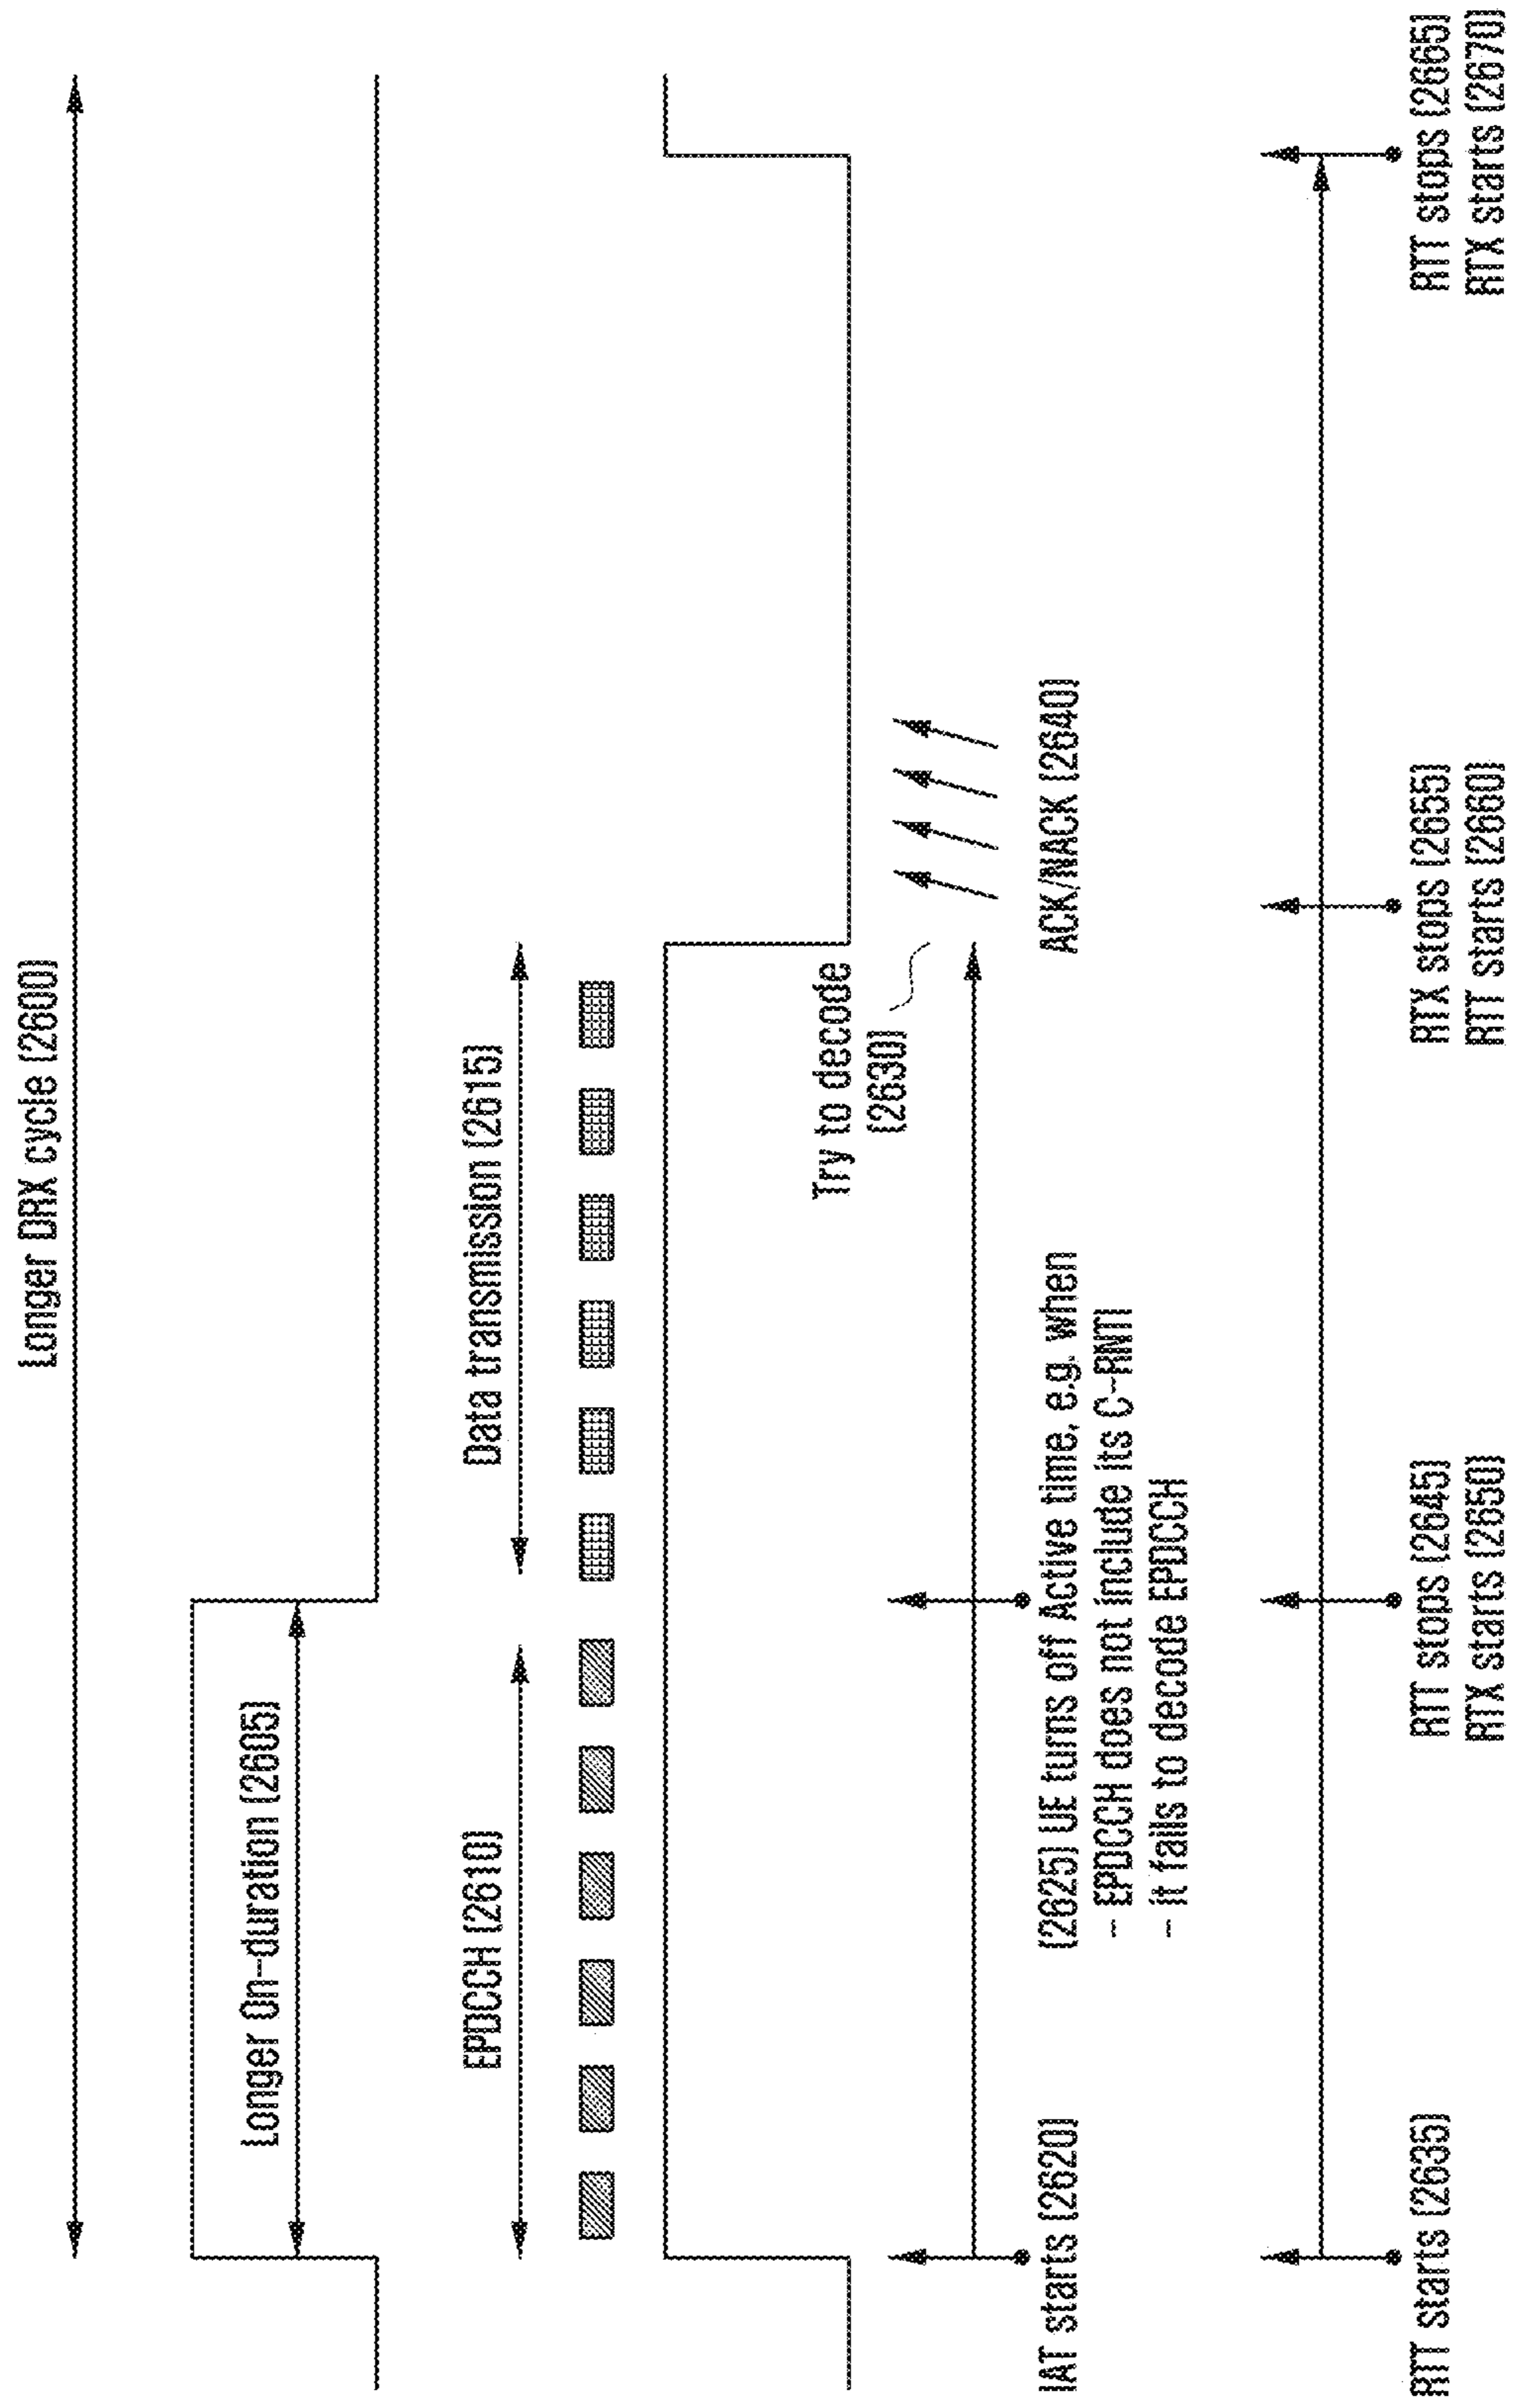 Longer DRX cycle (2600)
Longer On-duration (2605)
EPDCCH (2610)
Data transmission (2615)
Try to decode
(2630)
IAT starts (2620)
(2625) UE turns off Active time, e.g. when
- EPDCCH does not include its C-RNTI
- it fails to decode EPDCCH
ACK/NACK (2640)
RTT starts (2635)
RTT stops (2645)
RTX starts (2650)
RTX stops (2655)
RTT starts (2660)
RTT stops (2665)
RTX starts (2670)